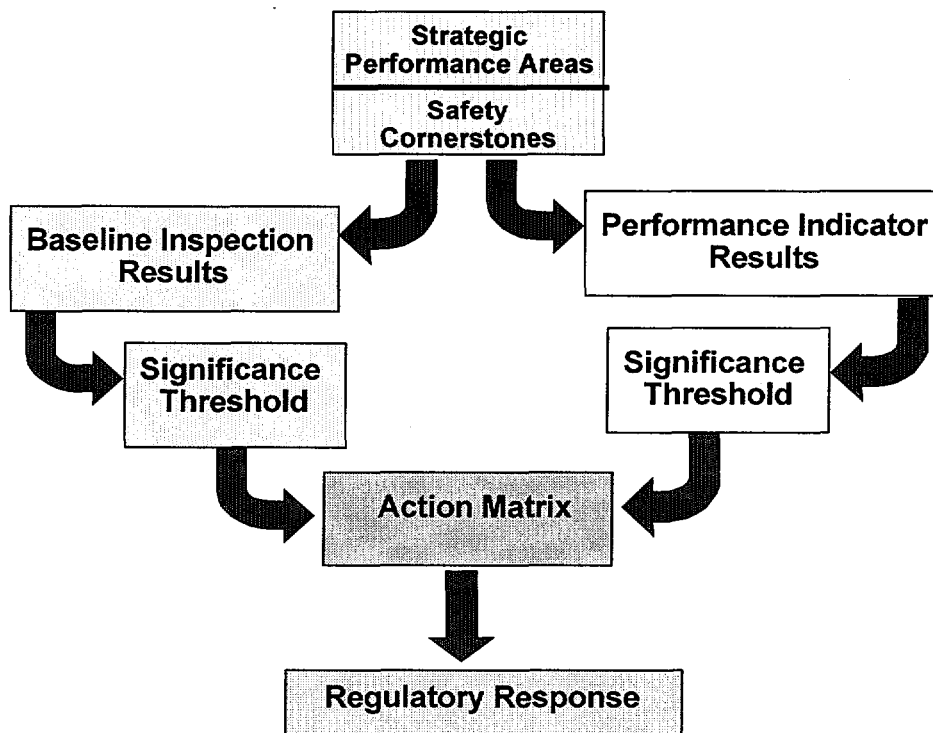 Strategic
Performance Areas
Safety
Cornerstones
Baseline Inspection
Results
Performance Indicator
Results
Significance
Threshold
Significance
Threshold
Action Matrix
Regulatory Response